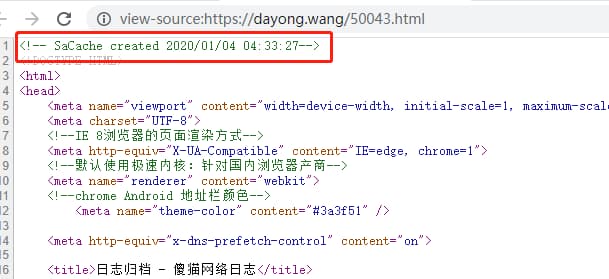 view-source:https://dayong.wang/50043.html
1 <!-- SaCache created 2020/01/04 04:33:27-->
2 <!DOCTYPE HTML>
3 <html>
4 <head>
5 <meta name="viewport" content="width=device-width, initial-scale=1, maximum-scale
6 <meta charset="UTF-8">
7 <!--IE 8浏览器的页面渲染方式-->
8 <meta http-equiv="X-UA-Compatible" content="IE=edge, chrome=1">
9 <!--默认使用极速内核：针对国内浏览器产商-->
10 <meta name="renderer" content="webkit">
11 <!--chrome Android 地址栏颜色-->
12 <meta name="theme-color" content="#3a3f51" />
13
14 <meta http-equiv="x-dns-prefetch-control" content="on">
15
16 <title>日志归档 - 傻猫网络日志</title>